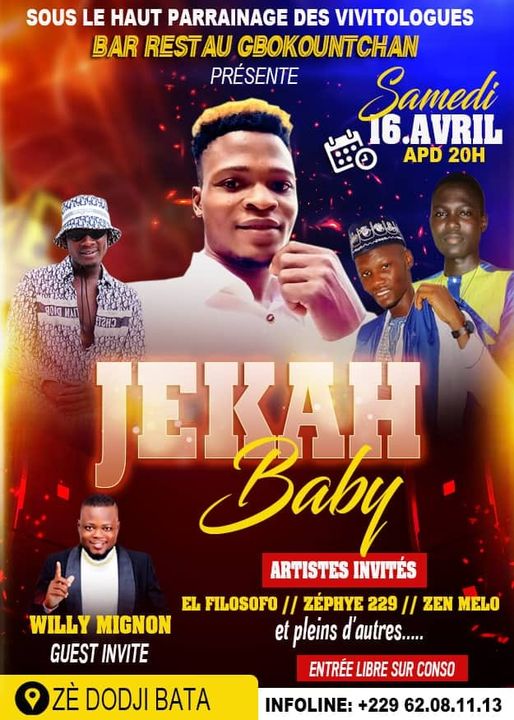 SOUS LE HAUT PARRAINAGE DES VIVITOLOGUES
BAR RESTAU GBOKOUNTCHAN
PRÉSENTE
Samedi
16.AVRIL
APD 20H
JEKAH
Baby
ARTISTES INVITÉS
EL FILOSOFO // ZÉPHYE 229 // ZEN MELO
et pleins d'autres.....
WILLY MIGNON
GUEST INVITE
ENTRÉE LIBRE SUR CONSO
ZÈ DODJI BATA
INFOLINE: +229 62.08.11.13